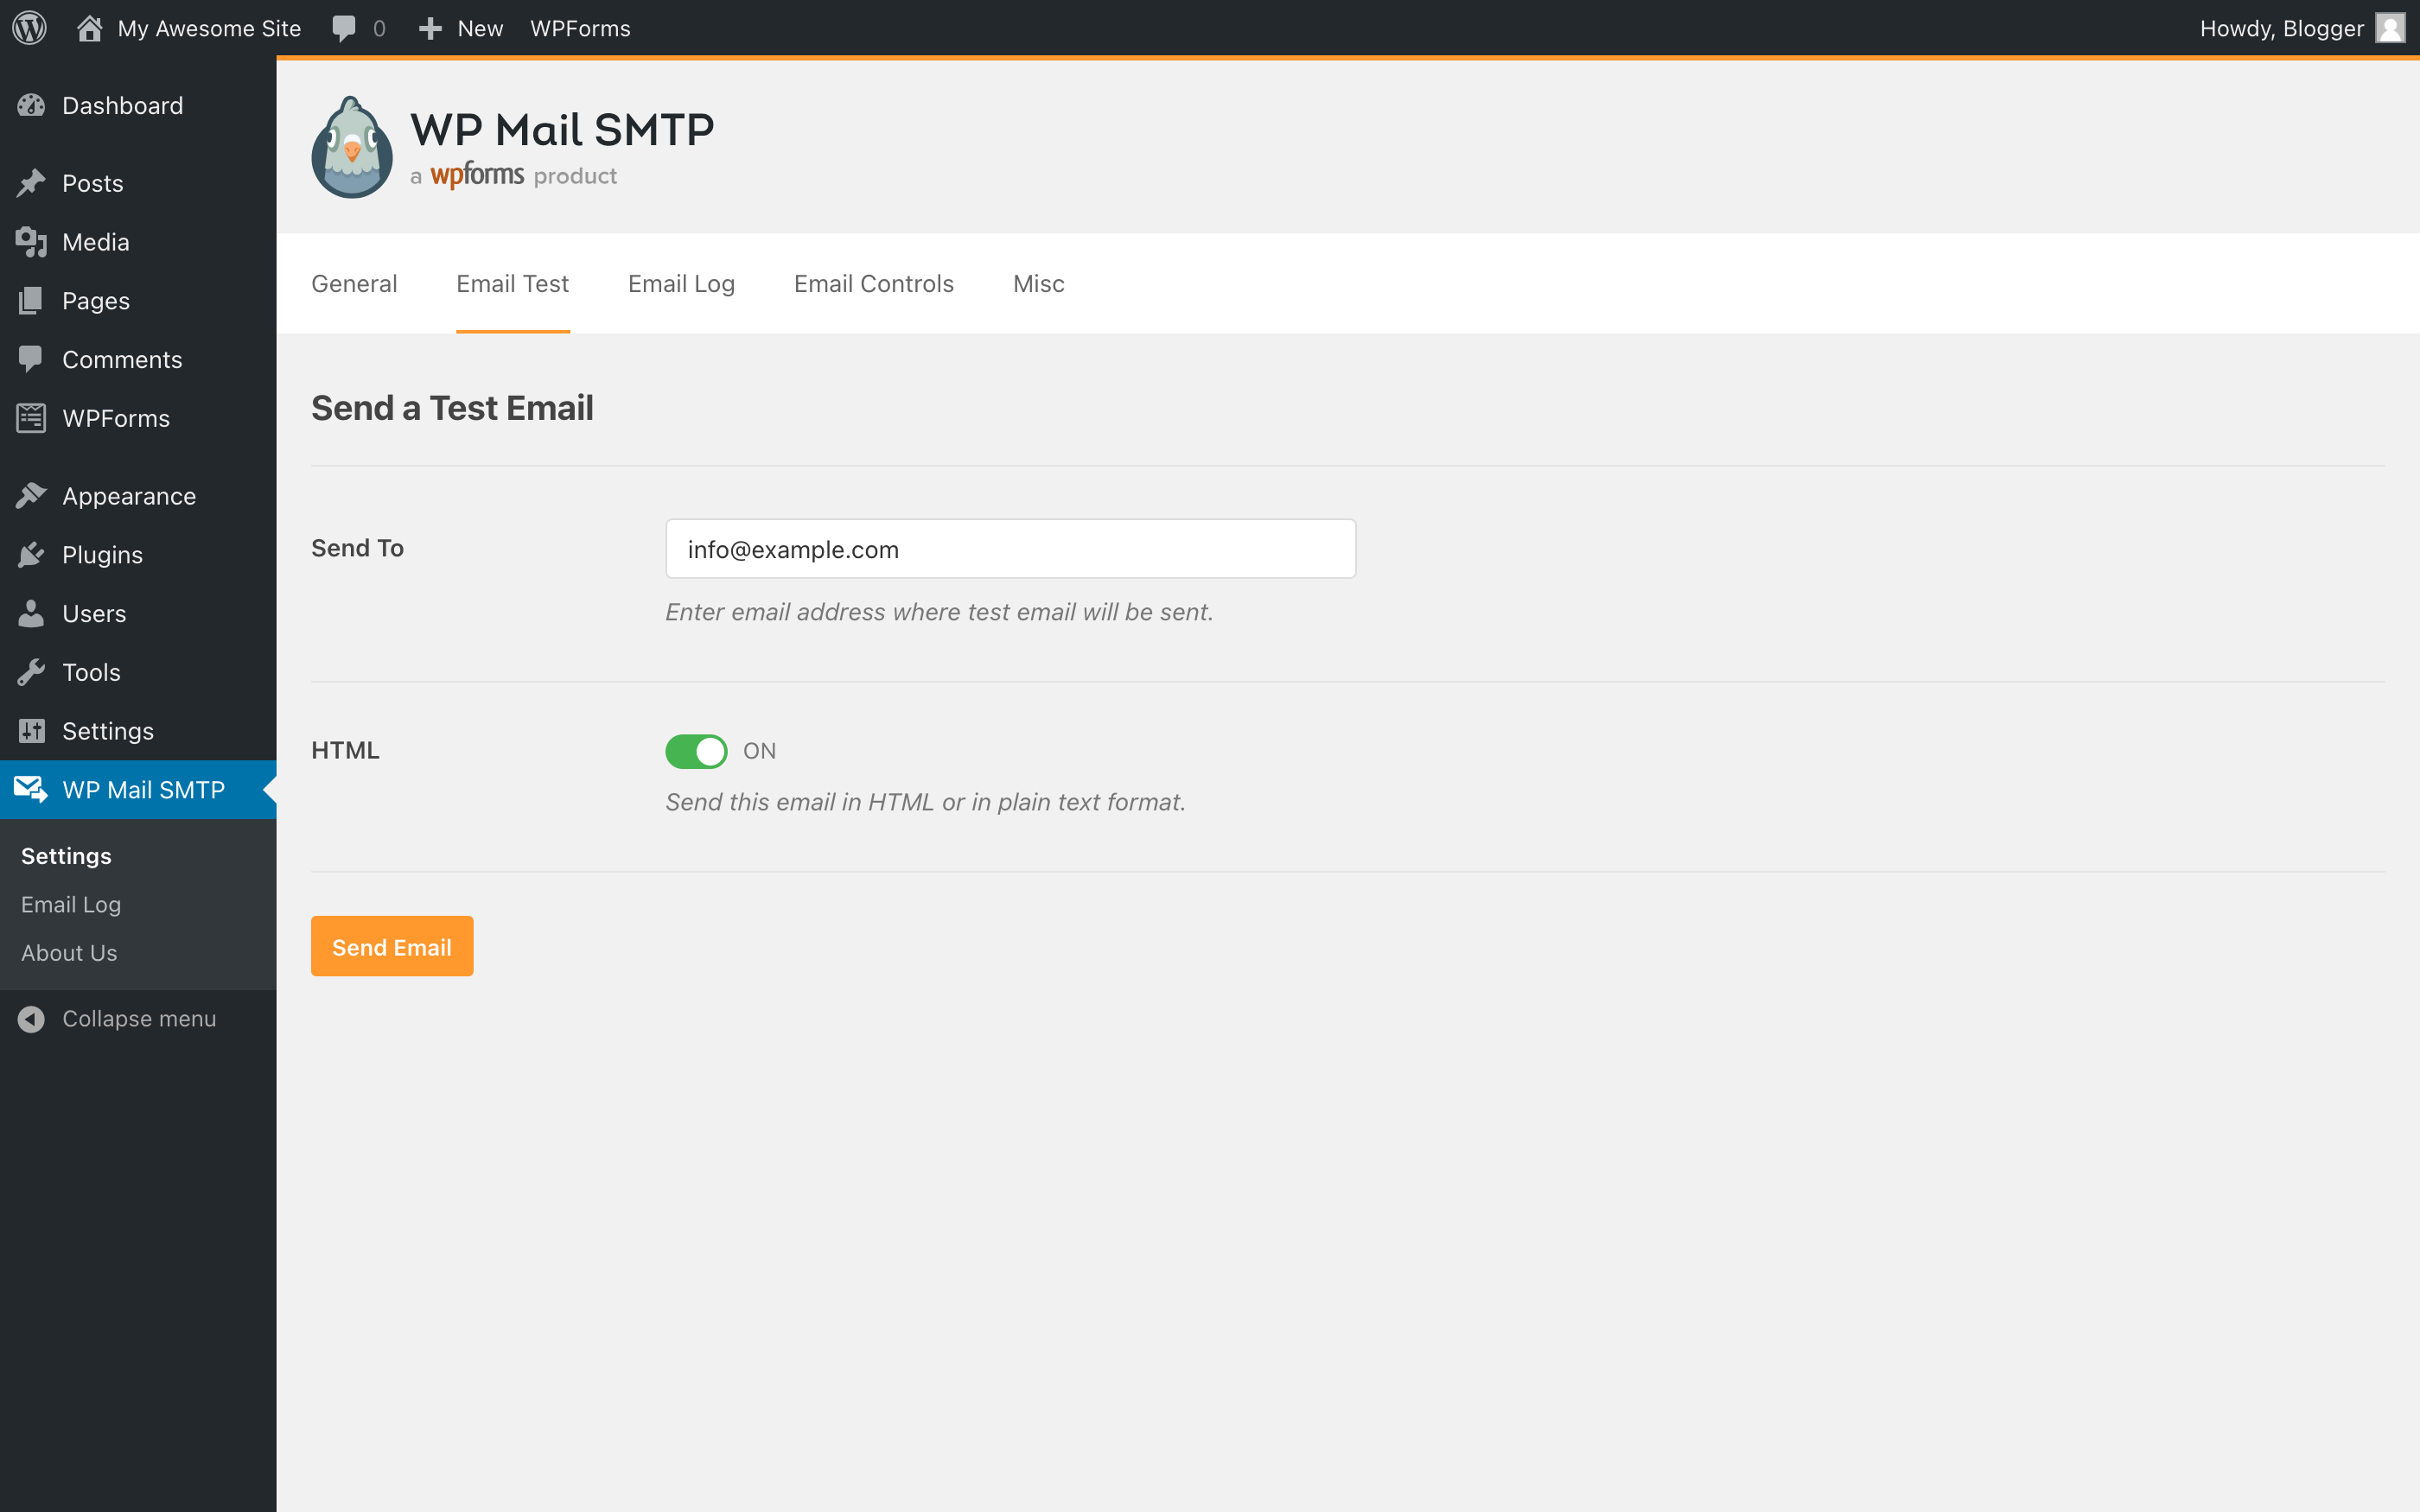 My Awesome Site 0 New WPForms Howdy, Blogger
Dashboard
Posts
Media
Pages
Comments
WPForms
Appearance
Plugins
Users
Tools
Settings
WP Mail SMTP
Settings
Email Log
About Us
Collapse menu
WP Mail SMTP
a wpforms product
General Email Test Email Log Email Controls Misc
Send a Test Email
Send To
info@example.com
Enter email address where test email will be sent.
HTML
ON
Send this email in HTML or in plain text format.
Send Email